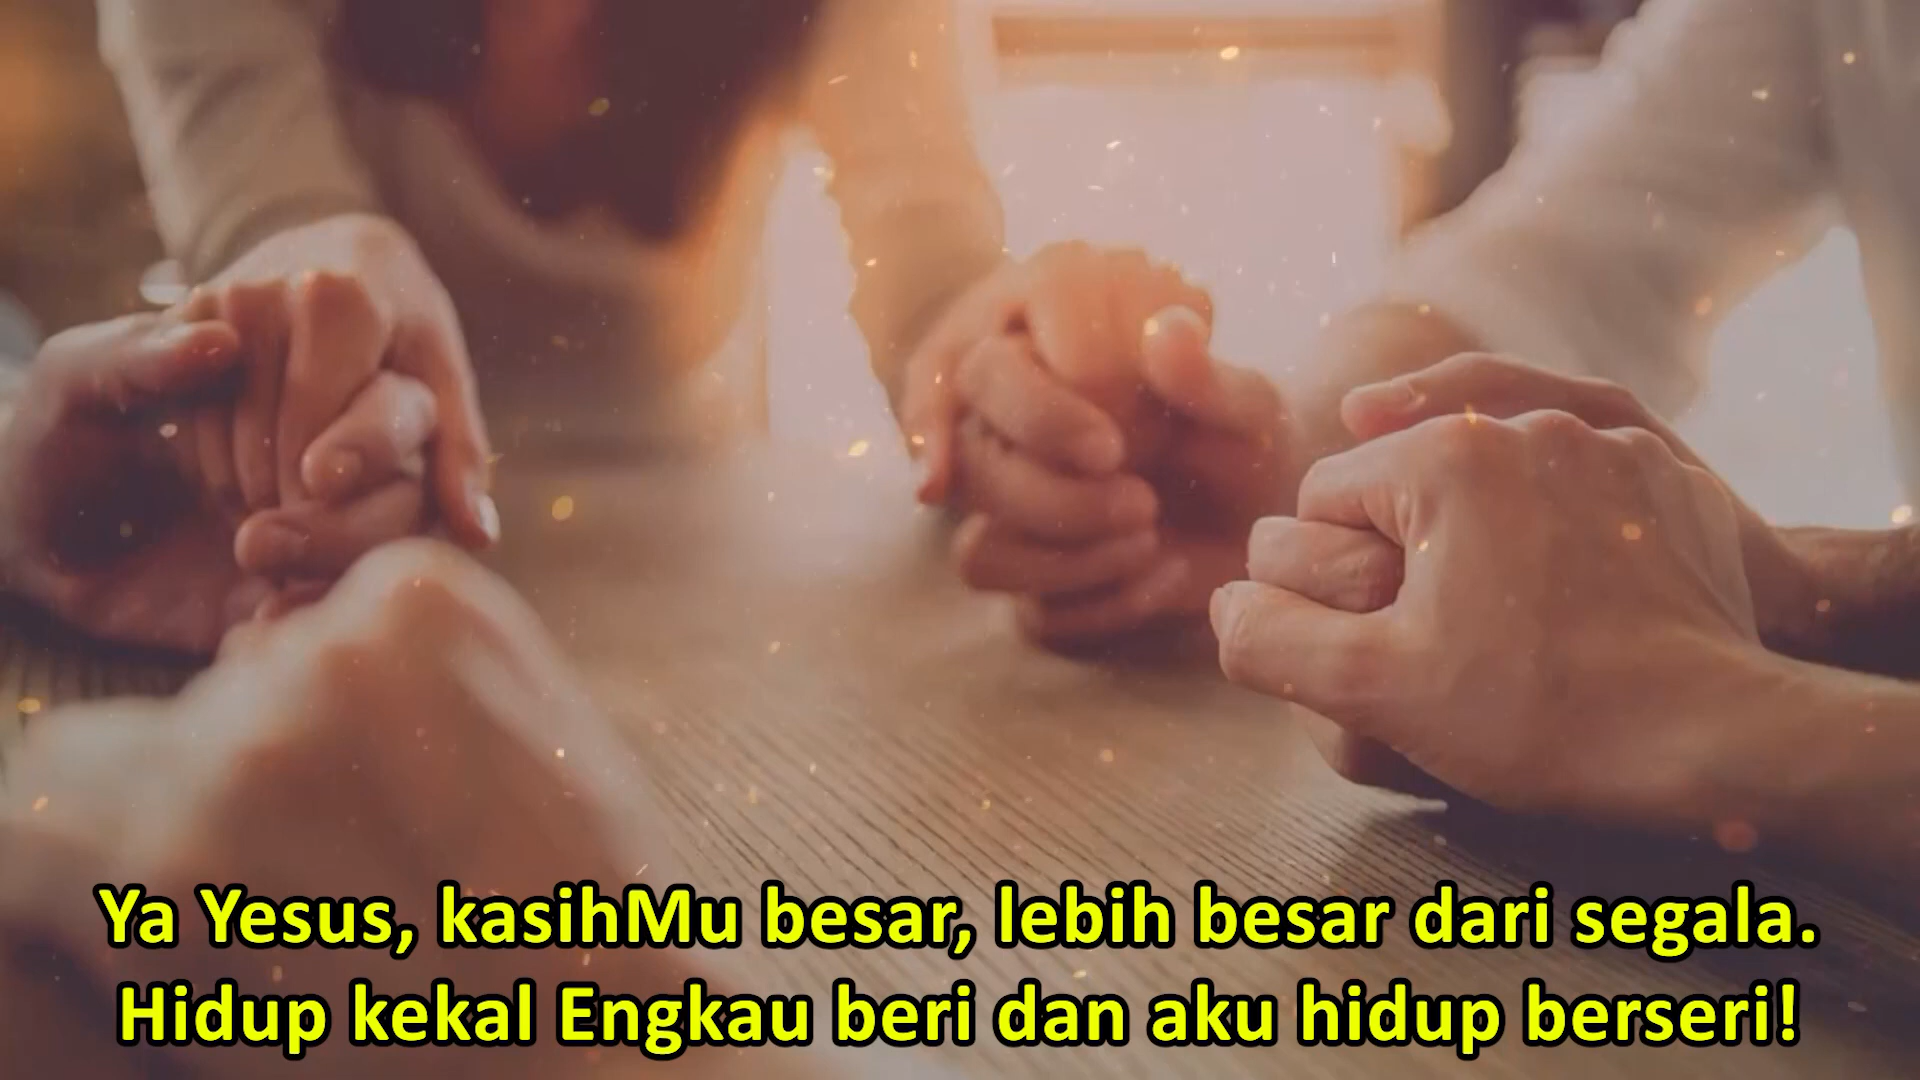 Ya Yesus, kasihMu besar, lebih besar dari segala.
Hidup kekal Engkau beri dan aku hidup berseri!